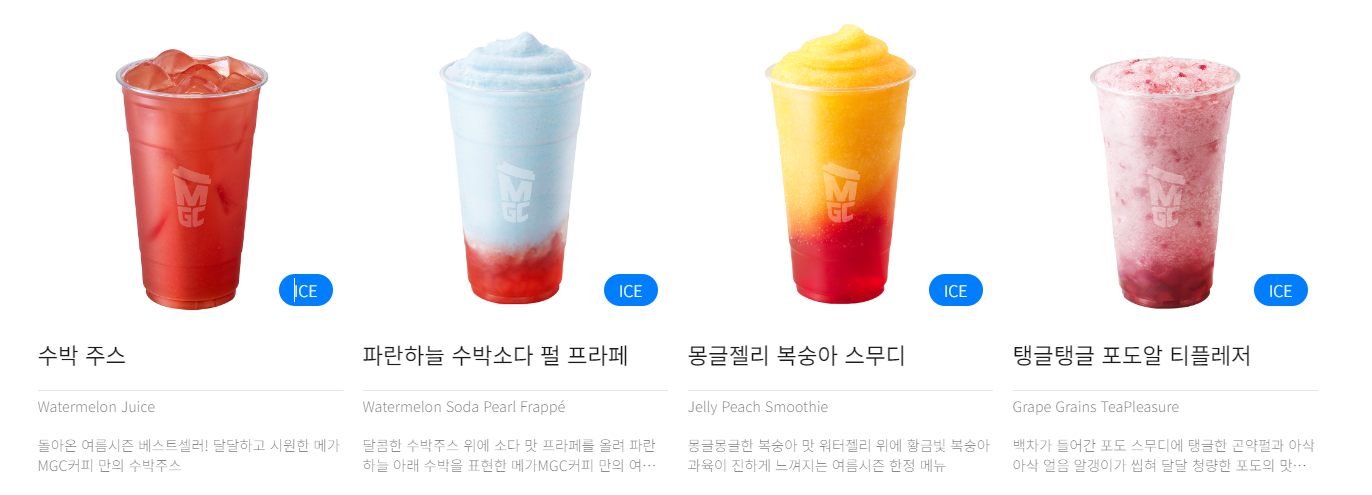 M
GC
M
GC
M
GC
M
GC
ICE
ICE
ICE
ICE
수박 주스
파란하늘 수박소다 펄 프라페
몽글젤리 복숭아 스무디
탱글탱글 포도알 티플레저
Watermelon Juice
Watermelon Soda Pearl Frappé
Jelly Peach Smoothie
Grape Grains TeaPleasure
돌아온 여름시즌 베스트셀러! 달달하고 시원한 메가
MGC커피 만의 수박주스
달콤한 수박주스 위에 소다 맛 프라페를 올려 파란
하늘 아래 수박을 표현한 메가MGC커피 만의 여…
몽글몽글한 복숭아 맛 워터젤리 위에 황금빛 복숭아
과육이 진하게 느껴지는 여름시즌 한정 메뉴
백차가 들어간 포도 스무디에 탱글한 곤약펄과 아삭
아삭 얼음 알갱이가 씹혀 달달 청량한 포도의 맛…